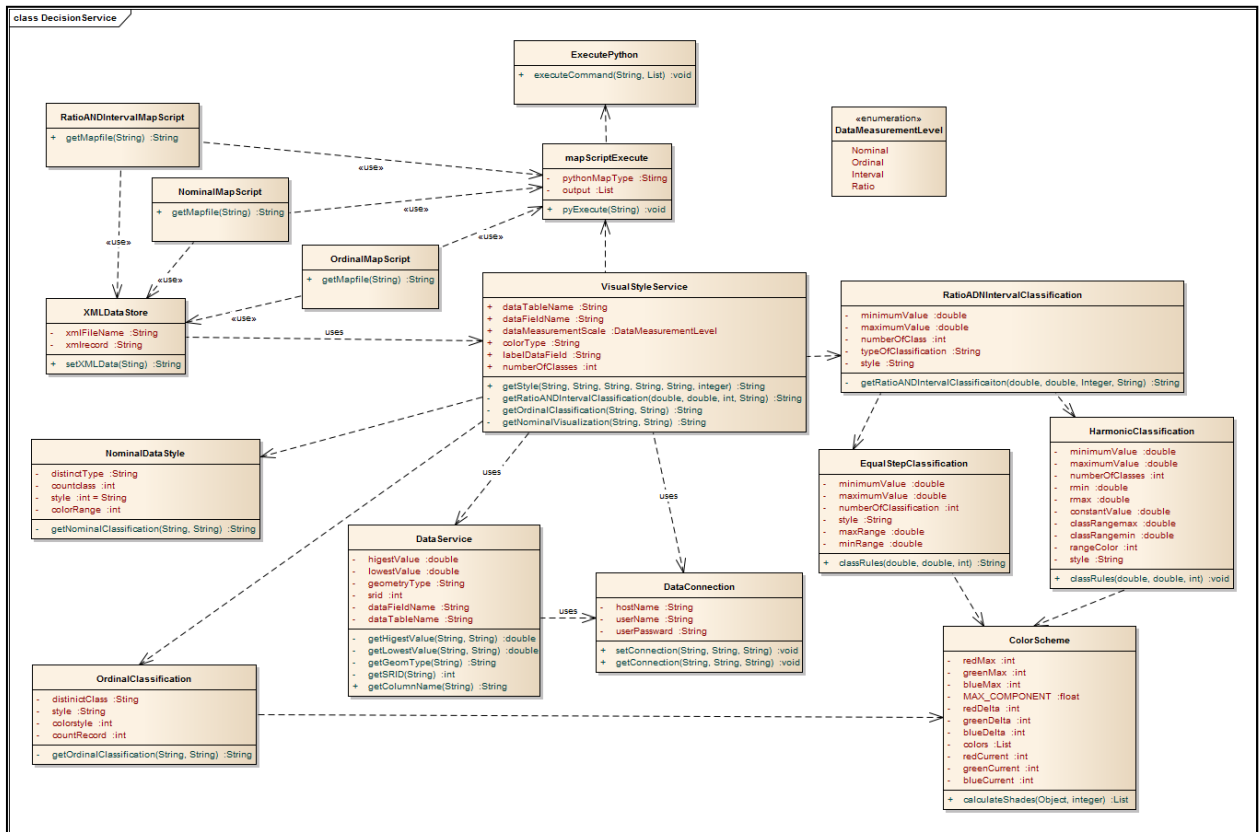 class DecisionService
ExecutePython
+ executeCommand(String, List) :void
RatioANDIntervalMapScript
+ getMapfile(String) :String
«enumeration»
DataMeasurementLevel
Nominal
Ordinal
Interval
Ratio
mapScriptExecute
- pythonMapType :Stirng
- output :List
+ pyExecute(String) :void
«use»
NominalMapScript
+ getMapfile(String) :String
«use»
«use»
«use»
OrdinalMapScript
+ getMapfile(String) :String
«use»
«use»
XMLDataStore
- xmlFileName :String
- xmlrecord :String
+ setXMLData(Sting) :String
uses
VisualStyleService
+ dataTableName :String
+ dataFieldName :String
+ dataMeasurementScale :DataMeasurementLevel
+ colorType :String
+ labelDataField :String
+ numberOfClasses :int
+ getStyle(String, String, String, String, String, integer) :String
- getRatioANDIntervalClassification(double, double, int, String) :String
- getOrdinalClassification(String, String) :String
- getNominalVisualization(String, String) :String
RatioADNIntervalClassification
- minimumValue :double
- maximumValue :double
- numberOfClass :int
- typeOfClassification :String
- style :String
- getRatioANDIntervalClassificaiton(double, double, Integer, String) :String
NominalDataStyle
- distinctType :String
- countclass :int
- style :int = String
- colorRange :int
- getNominalClassification(String, String) :String
uses
uses
EqualStepClassification
- minimumValue :double
- maximumValue :double
- numberOfClassification :int
- style :String
- maxRange :double
- minRange :double
+ classRules(double, double, int) :String
HarmonicClassification
- minimumValue :double
- maximumValue :double
- numberOfClasses :int
- rmin :double
- rmax :double
- constantValue :double
- classRangemax :double
- classRangemin :double
- rangeColor :int
- style :String
+ classRules(double, double, int) :void
DataService
- higestValue :double
- lowestValue :double
- geometryType :String
- srid :int
- dataFieldName :String
- dataTableName :String
- getHigestValue(String, String) :double
- getLowestValue(String, String) :double
- getGeomType(String) :String
- getSRID(String) :int
+ getColumnName(String) :String
uses
DataConnection
- hostName :String
- userName :String
- userPassward :String
+ setConnection(String, String, String) :void
+ getConnection(String, String, String) :void
OrdinalClassification
- distinictClass :Sting
- style :String
- colorstyle :int
- countRecord :int
- getOrdinalClassification(String, String) :String
ColorScheme
- redMax :int
- greenMax :int
- blueMax :int
- MAX_COMPONENT :float
- redDelta :int
- greenDelta :int
- blueDelta :int
- colors :List
- redCurrent :int
- greenCurrent :int
- blueCurrent :int
+ calculateShades(Object, integer) :List